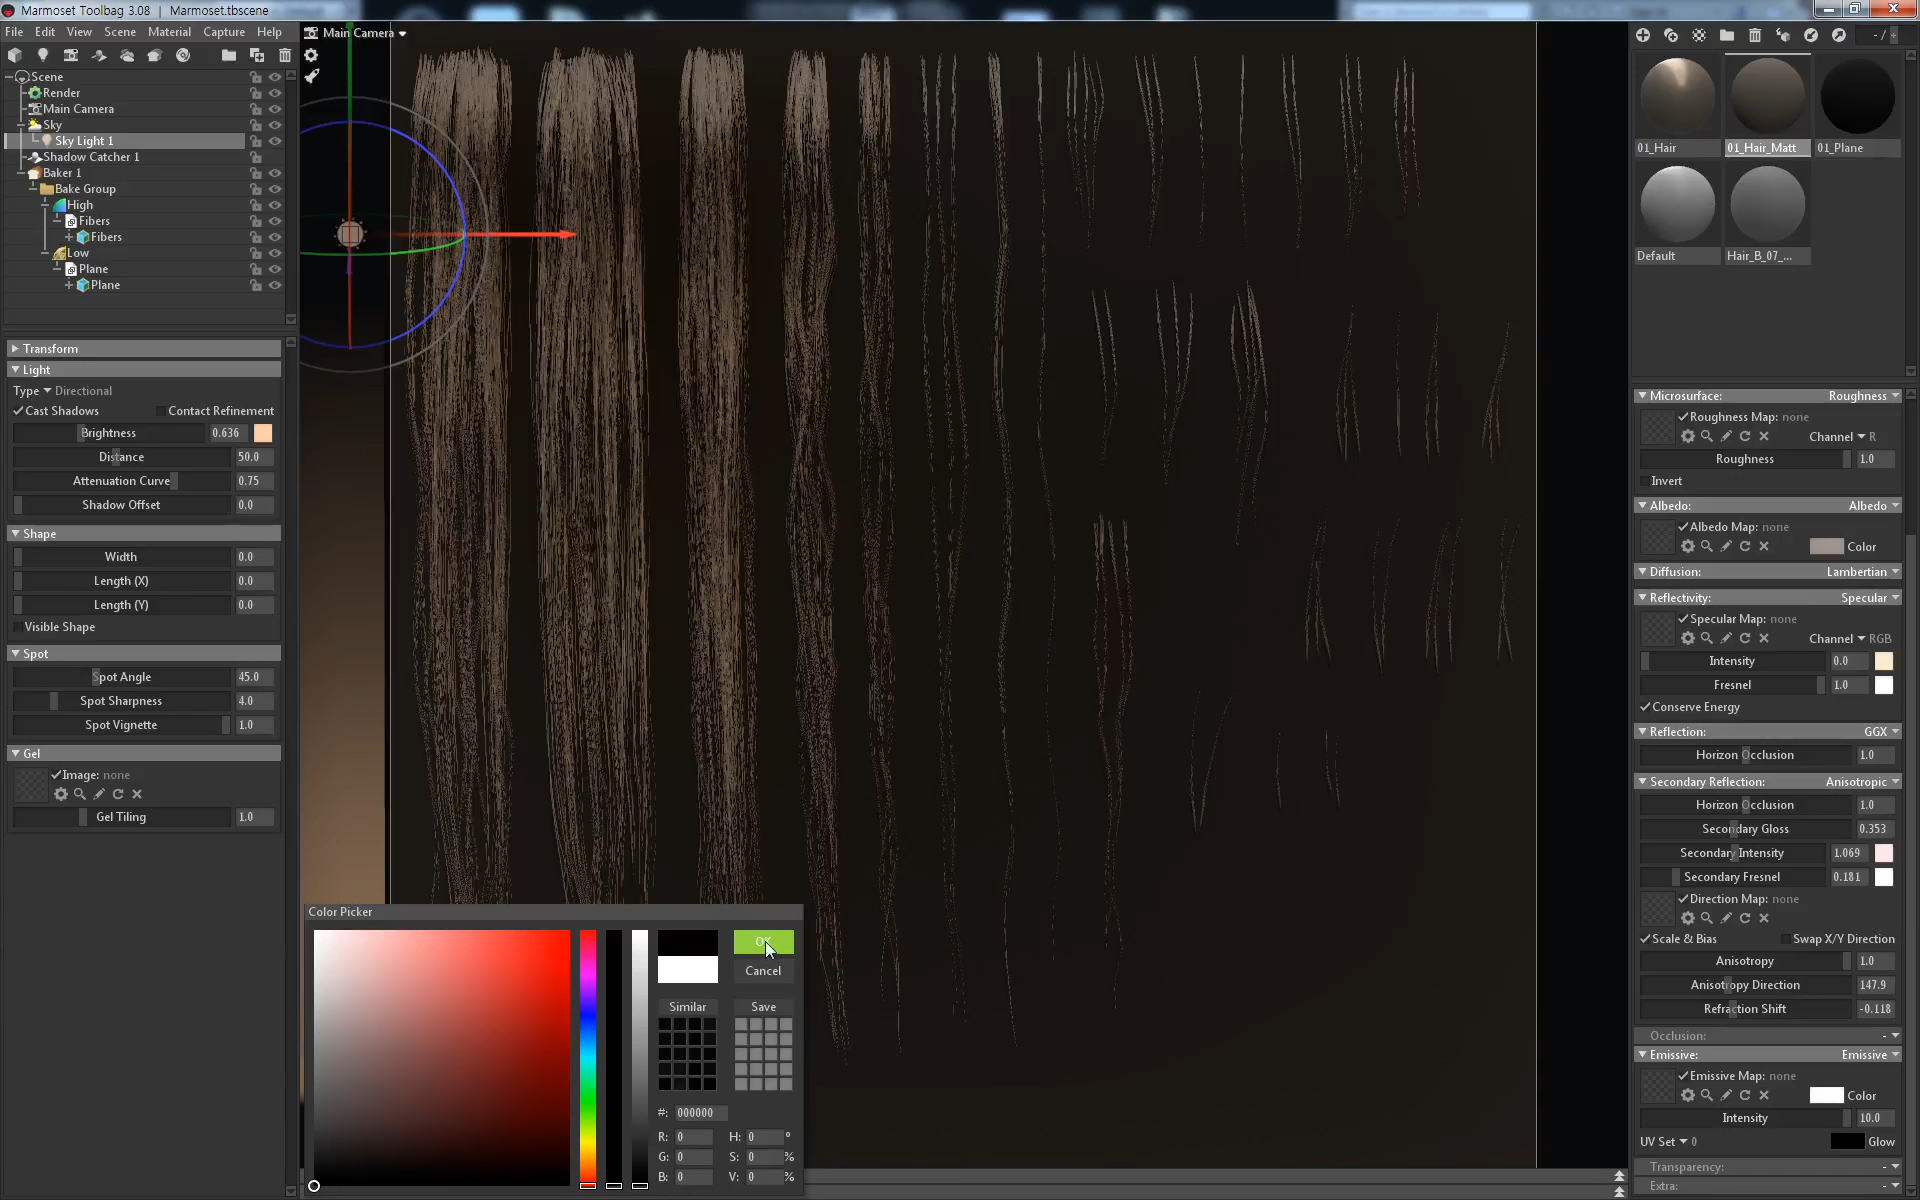 Marmoset Toolbag 3.08 | Marmoset.tbscene
File Edit View Scene Material Capture Help
Main Camera
- /
Scene
Render
Main Camera
Sky
Sky Light 1
Shadow Catcher 1
Baker 1
Bake Group
High
Fibers
Fibers
Low
Plane
Plane
Transform
Light
Type Directional
Cast Shadows Contact Refinement
Brightness 0.636
Distance 50.0
Attenuation Curve 0.75
Shadow Offset 0.0
Shape
Width 0.0
Length (X) 0.0
Length (Y) 0.0
Visible Shape
Spot
Spot Angle 45.0
Spot Sharpness 4.0
Spot Vignette 1.0
Gel
Image: none
Gel Tiling 1.0
Color Picker
OK
Cancel
Similar Save
#: 000000
R: 0 H: 0 °
G: 0 S: 0 %
B: 0 V: 0 %
01_Hair 01_Hair_Matt 01_Plane
Default Hair_B_07_...
Microsurface: Roughness
Roughness Map: none
Channel R
Roughness 1.0
Invert
Albedo: Albedo
Albedo Map: none
Color
Diffusion: Lambertian
Reflectivity: Specular
Specular Map: none
Channel RGB
Intensity 0.0
Fresnel 1.0
Conserve Energy
Reflection: GGX
Horizon Occlusion 1.0
Secondary Reflection: Anisotropic
Horizon Occlusion 1.0
Secondary Gloss 0.353
Secondary Intensity 1.069
Secondary Fresnel 0.181
Direction Map: none
Scale & Bias Swap X/Y Direction
Anisotropy 1.0
Anisotropy Direction 147.9
Refraction Shift -0.118
Occlusion: -
Emissive: Emissive
Emissive Map: none
Color
Intensity 10.0
UV Set 0 Glow
Transparency: -
Extra: -